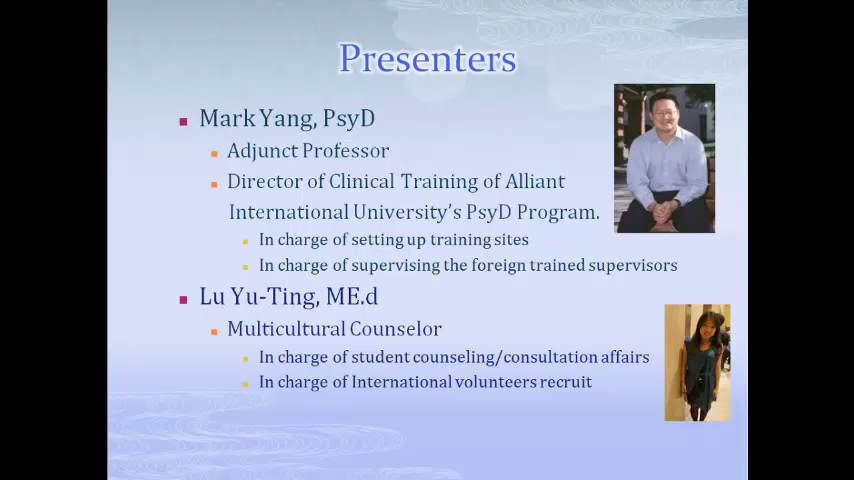 Presenters
Mark Yang, PsyD
Adjunct Professor
Director of Clinical Training of Alliant
International University's PsyD Program.
In charge of setting up training sites
In charge of supervising the foreign trained supervisors
Lu Yu-Ting, ME.d
Multicultural Counselor
In charge of student counseling/consultation affairs
In charge of International volunteers recruit